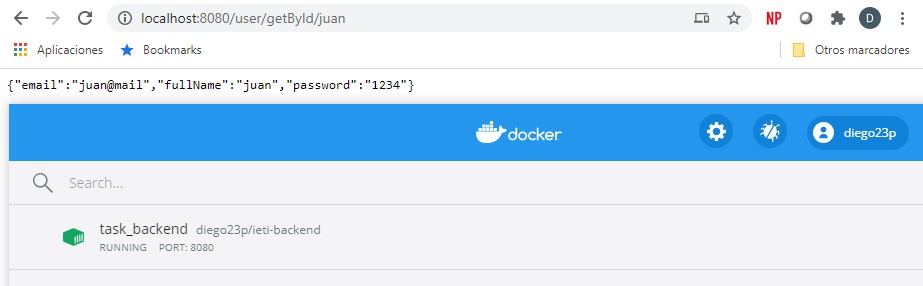 localhost:8080/user/getById/juan
NP
D
Aplicaciones
Bookmarks
Otros marcadores
{"email":"juan@mail","fullName":"juan","password":"1234"}
docker
diego23p
Search...
task_backend diego23p/ieti-backend
RUNNING PORT: 8080